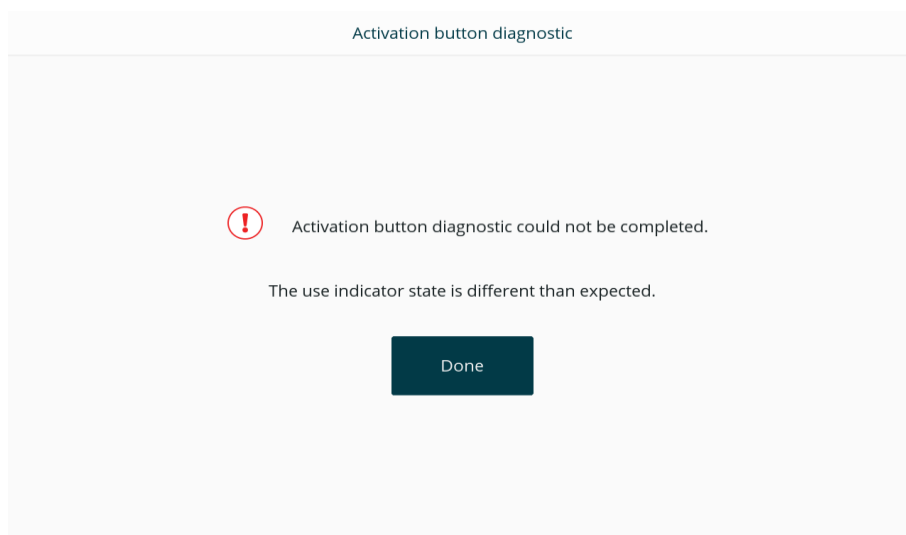 Activation button diagnostic
Activation button diagnostic could not be completed.
The use indicator state is different than expected.
Done